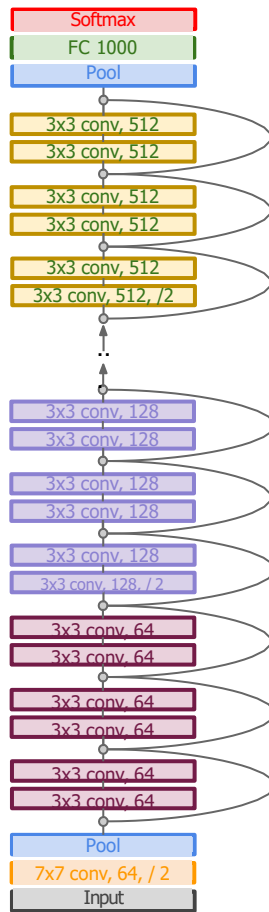 Softmax
FC 1000
Pool
3x3 conv, 512
3x3 conv, 512
3x3 conv, 512
3x3 conv, 512
3x3 conv, 512
3x3 conv, 512, /2
..
.
3x3 conv, 128
3x3 conv, 128
3x3 conv, 128
3x3 conv, 128
3x3 conv, 128
3x3 conv, 128, / 2
3x3 conv, 64
3x3 conv, 64
3x3 conv, 64
3x3 conv, 64
3x3 conv, 64
3x3 conv, 64
Pool
7x7 conv, 64, / 2
Input